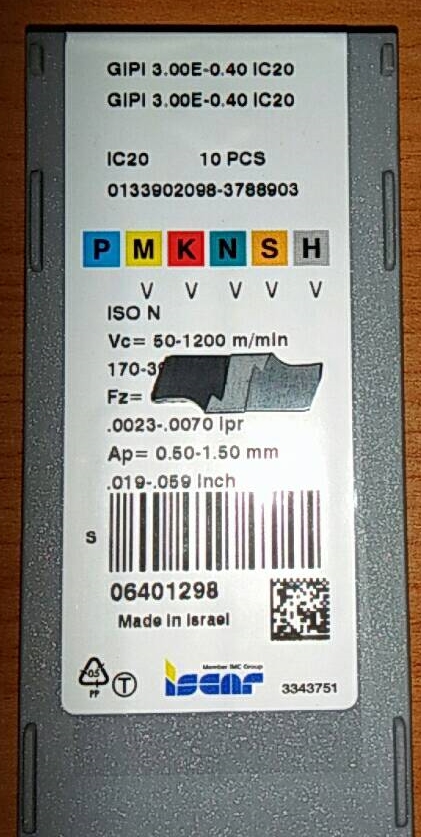 GIPI 3.00E-0.40 IC20
GIPI 3.00E-0.40 IC20
IC20 10 PCS
0133902098-3788903
P M K N S H
V V V V V
ISO N
Vc= 50-1200 m/min
170-3
Fz=
.0023-.0070 ipr
Ap= 0.50-1.50 mm
.019-.059 inch
S
06401298
Made in Israel
05
PP
T
Member IMC Group
iscar
3343751